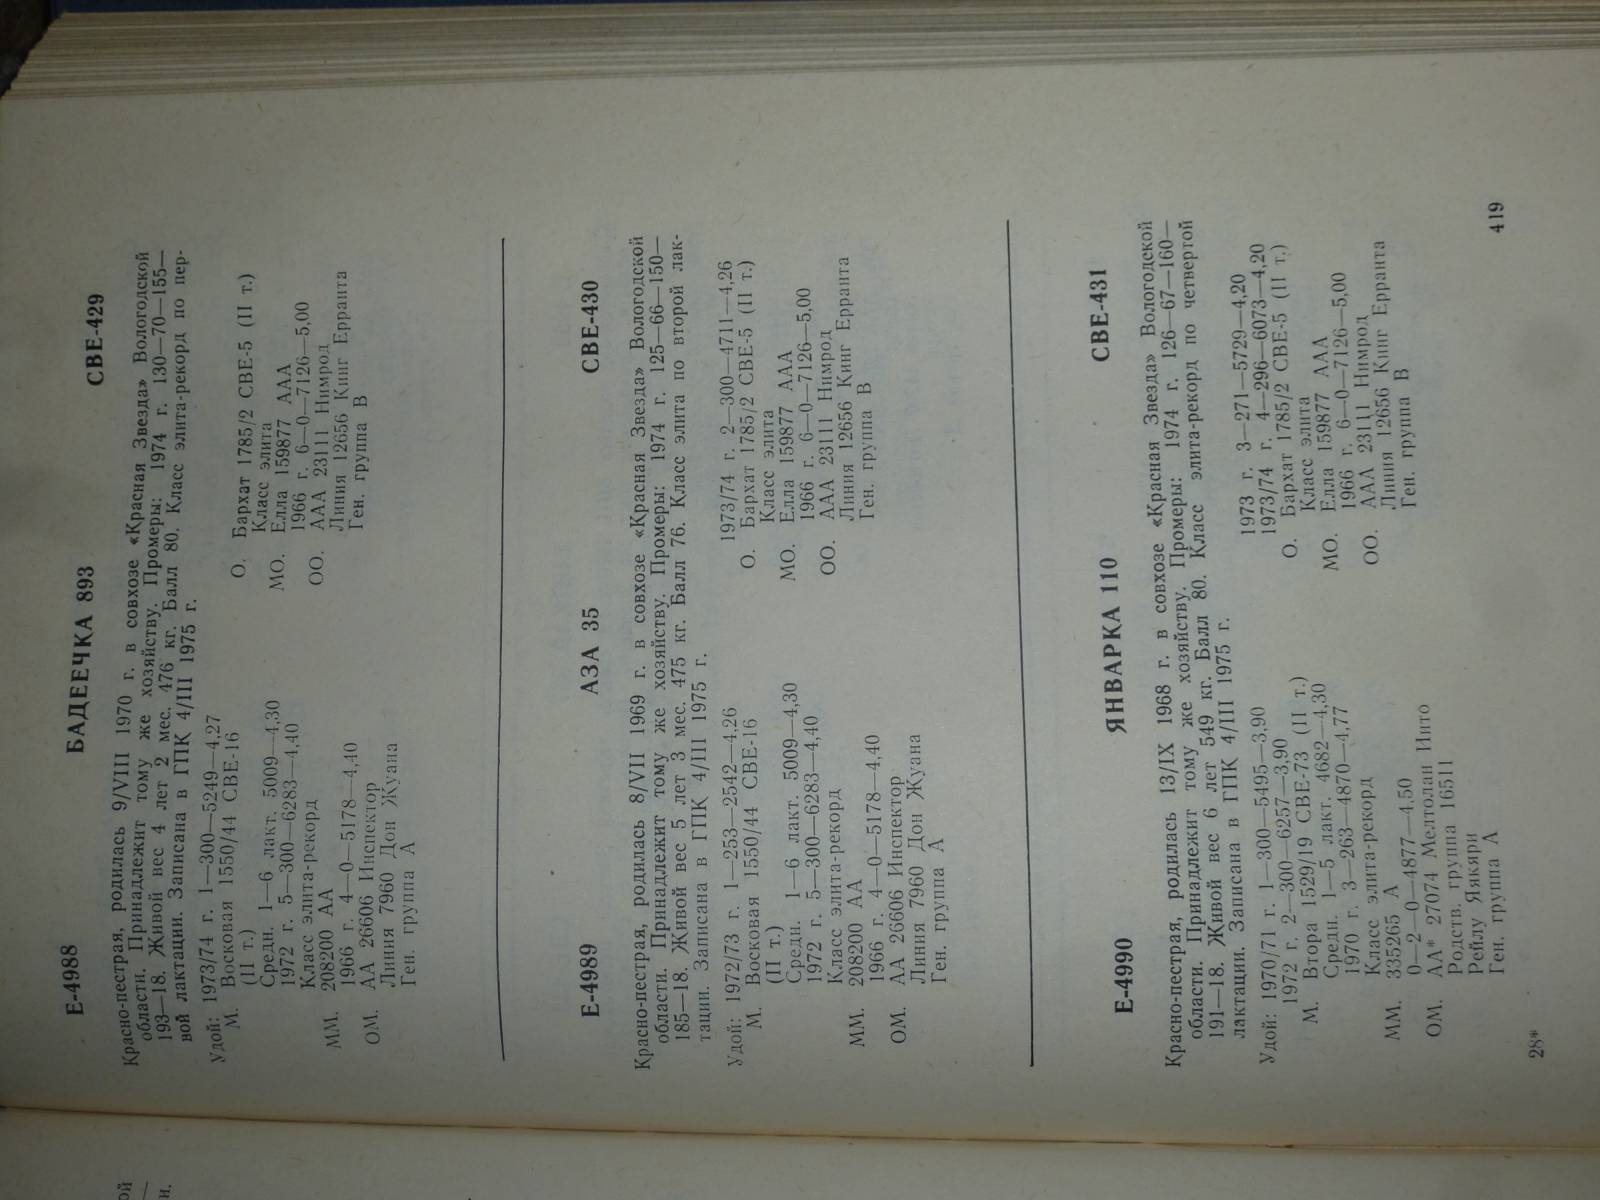 Е-4988 БАДЕЕЧКА 893 СВЕ-429
Красно-пестрая, родилась 9/VIII 1970 г. в совхозе «Красная Звезда» Вологодской
области. Принадлежит тому же хозяйству. Промеры: 1974 г. 130—70—155—
193—18. Живой вес 4 лет 2 мес. 476 кг. Балл 80. Класс элита-рекорд по пер-
вой лактации. Записана в ГПК 4/III 1975 г.
Удой: 1973/74 г. 1—300—5249—4,27
М. Восковая 1550/44 СВЕ-16
(II т.)
Средн. 1—6 лакт. 5009—4,30
1972 г. 5—300—6283—4,40
Класс элита-рекорд
ММ. 208200 АА
1966 г. 4—0—5178—4,40
ОМ. АА 26606 Инспектор
Линия 7960 Дон Жуана
Ген. группа А
О. Бархат 1785/2 СВЕ-5 (II т.)
Класс элита
МО. Елла 159877 ААА
1966 г. 6—0—7126—5,00
ОО. ААА 23111 Нимрод
Линия 12656 Кинг Ерранта
Ген. группа В
Е-4989 АЗА 35 СВЕ-430
Красно-пестрая, родилась 8/VII 1969 г. в совхозе «Красная Звезда» Вологодской
области. Принадлежит тому же хозяйству. Промеры: 1974 г. 125—66—150—
185—18. Живой вес 5 лет 3 мес. 475 кг. Балл 76. Класс элита по второй лак-
тации. Записана в ГПК 4/III 1975 г.
Удой: 1972/73 г. 1—253—2542—4,26
М. Восковая 1550/44 СВЕ-16
(II т.)
Средн. 1—6 лакт. 5009—4,30
1972 г. 5—300—6283—4,40
Класс элита-рекорд
ММ. 208200 АА
1966 г. 4—0—5178—4,40
ОМ. АА 26606 Инспектор
Линия 7960 Дон Жуана
Ген. группа А
1973/74 г. 2—300—4711—4,26
О. Бархат 1785/2 СВЕ-5 (II т.)
Класс элита
МО. Елла 159877 ААА
1966 г. 6—0—7126—5,00
ОО. ААА 23111 Нимрод
Линия 12656 Кинг Ерранта
Ген. группа В
Е-4990 ЯНВАРКА 110 СВЕ-431
Красно-пестрая, родилась 13/IX 1968 г. в совхозе «Красная Звезда» Вологодской
области. Принадлежит тому же хозяйству. Промеры: 1974 г. 126—67—160—
191—18. Живой вес 6 лет 549 кг. Балл 80. Класс элита-рекорд по четвертой
лактации. Записана в ГПК 4/III 1975 г.
Удой: 1970/71 г. 1—300—5495—3,90
1972 г. 2—300—6257—3,90
М. Втора 1529/19 СВЕ-73 (II т.)
Средн. 1—5 лакт. 4682—4,30
1970 г. 3—263—4870—4,77
Класс элита-рекорд
ММ. 335265 А
0—2—0—4877—4,50
ОМ. АА* 27074 Мелтолан Инто
Родств. группа 16511
Рейлу Яякяри
Ген. группа А
1973 г. 3—271—5729—4,20
1973/74 г. 4—296—6073—4,20
О. Бархат 1785/2 СВЕ-5 (II т.)
Класс элита
МО. Елла 159877 ААА
1966 г. 6—0—7126—5,00
ОО. ААА 23111 Нимрод
Линия 12656 Кинг Ерранта
Ген. группа В
28* 419